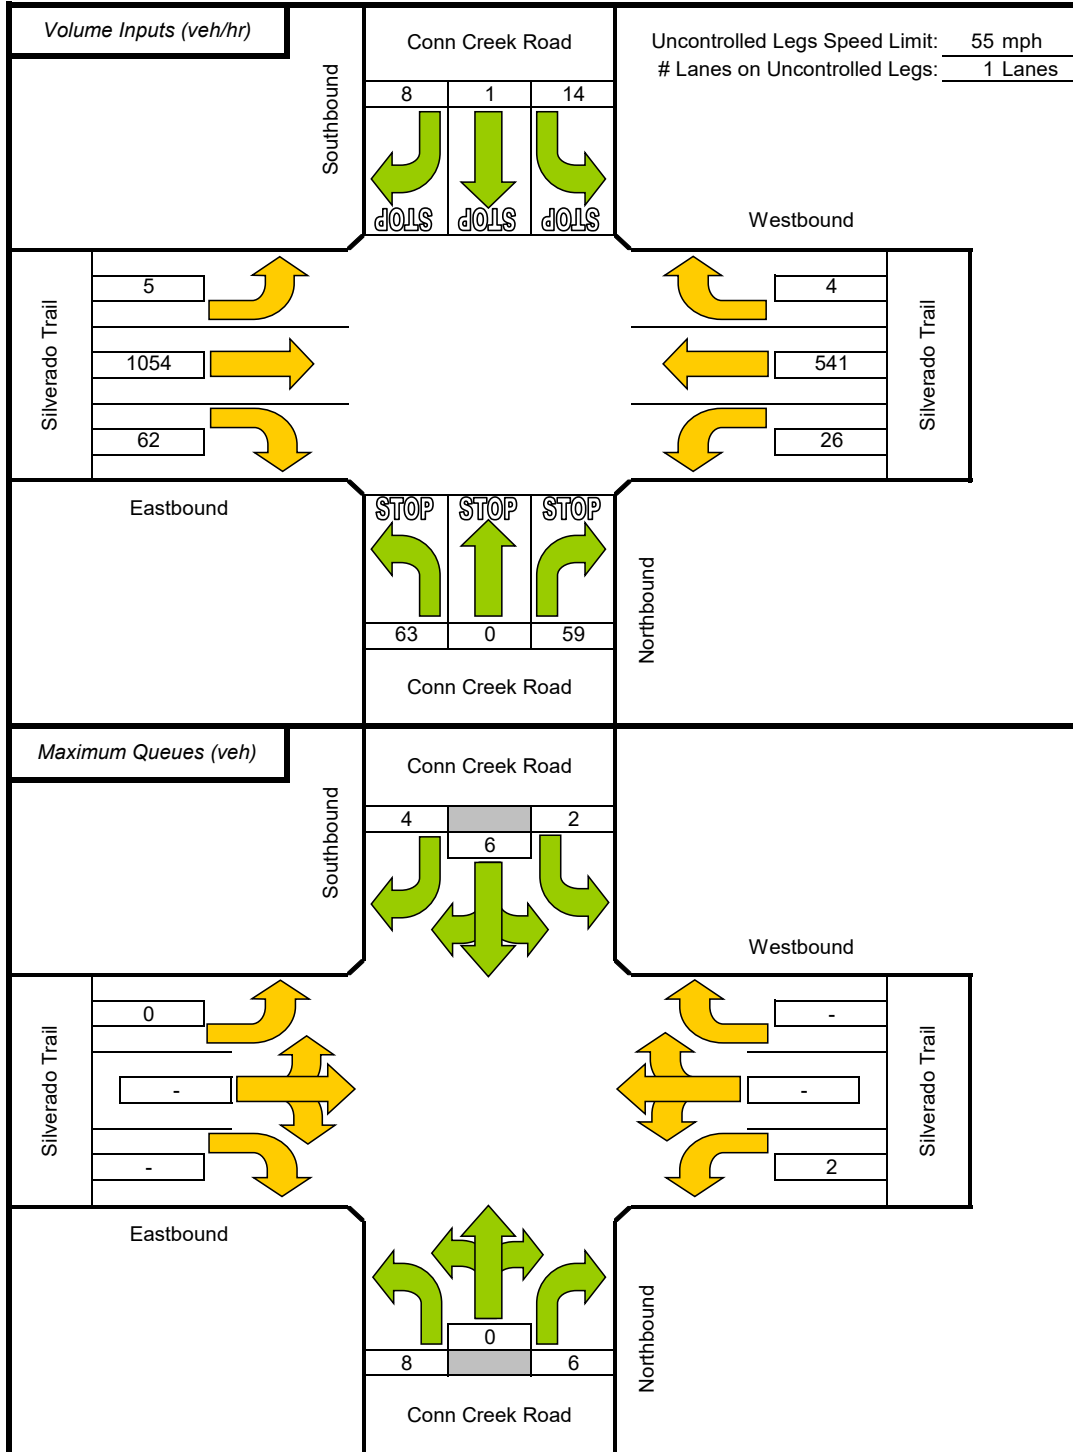 Volume Inputs (veh/hr)
Conn Creek Road
Uncontrolled Legs Speed Limit: 55 mph
# Lanes on Uncontrolled Legs: 1 Lanes
Southbound
8 1 14
STOP STOP STOP
Westbound
Silverado Trail
5
1054
62
4
541
26
Silverado Trail
Eastbound
STOP STOP STOP
63 0 59
Northbound
Conn Creek Road
Maximum Queues (veh)
Conn Creek Road
Southbound
4 2
6
Westbound
Silverado Trail
0
-
-
-
-
2
Silverado Trail
Eastbound
0
8 6
Northbound
Conn Creek Road